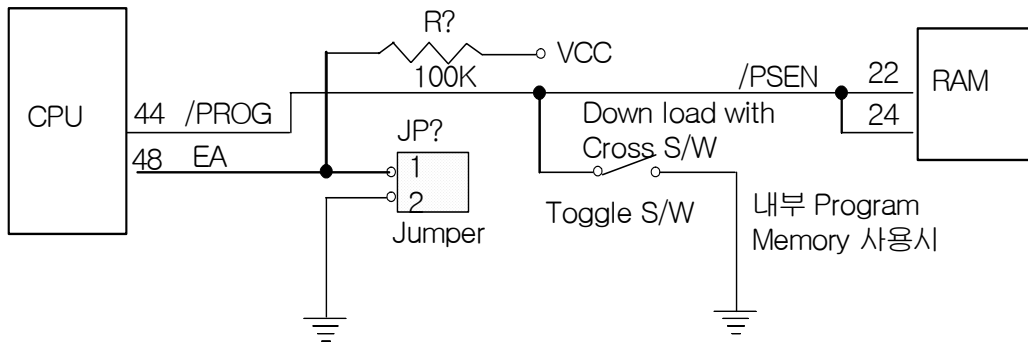 R?
VCC
100K
CPU
44 /PROG
48 EA
/PSEN
22
24
RAM
JP?
1
2
Jumper
Down load with
Cross S/W
Toggle S/W
내부 Program
Memory 사용시